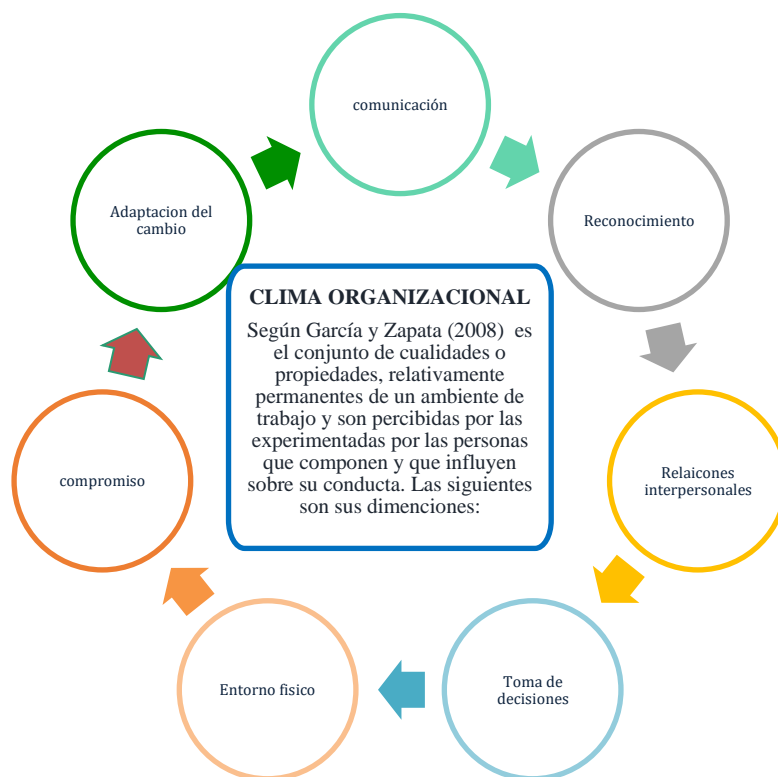 comunicación
Reconocimiento
Relaicones
interpersonales
Toma de
decisiones
Entorno fisico
compromiso
Adaptacion del
cambio
CLIMA ORGANIZACIONAL
Según García y Zapata (2008) es
el conjunto de cualidades o
propiedades, relativamente
permanentes de un ambiente de
trabajo y son percibidas por las
experimentadas por las personas
que componen y que influyen
sobre su conducta. Las siguientes
son sus dimenciones: